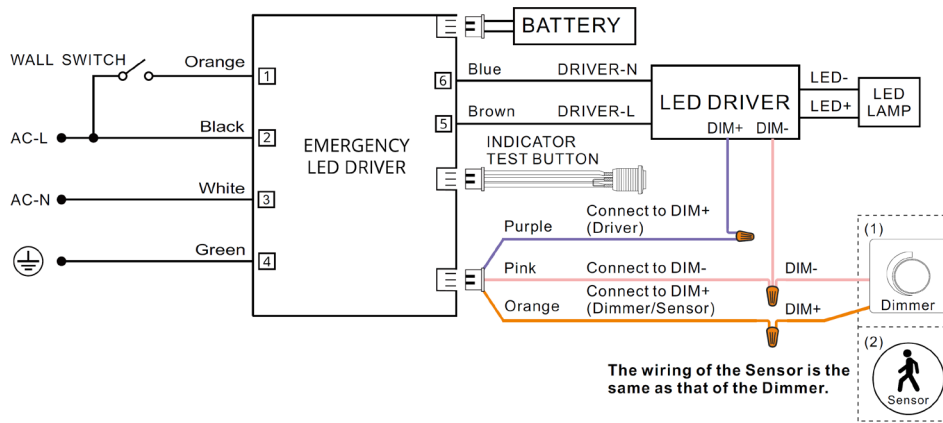 BATTERY
WALL SWITCH
Orange
1
6
Blue
DRIVER-N
LED DRIVER
DIM+
DIM-
LED-
LED+
LED
LAMP
Black
2
AC-L
5
Brown
DRIVER-L
EMERGENCY
LED DRIVER
INDICATOR
TEST BUTTON
White
3
AC-N
Green
4
Purple
Connect to DIM+
(Driver)
Pink
Connect to DIM-
DIM-
Orange
Connect to DIM+
(Dimmer/Sensor)
DIM+
(1)
Dimmer
(2)
Sensor
The wiring of the Sensor is the
same as that of the Dimmer.